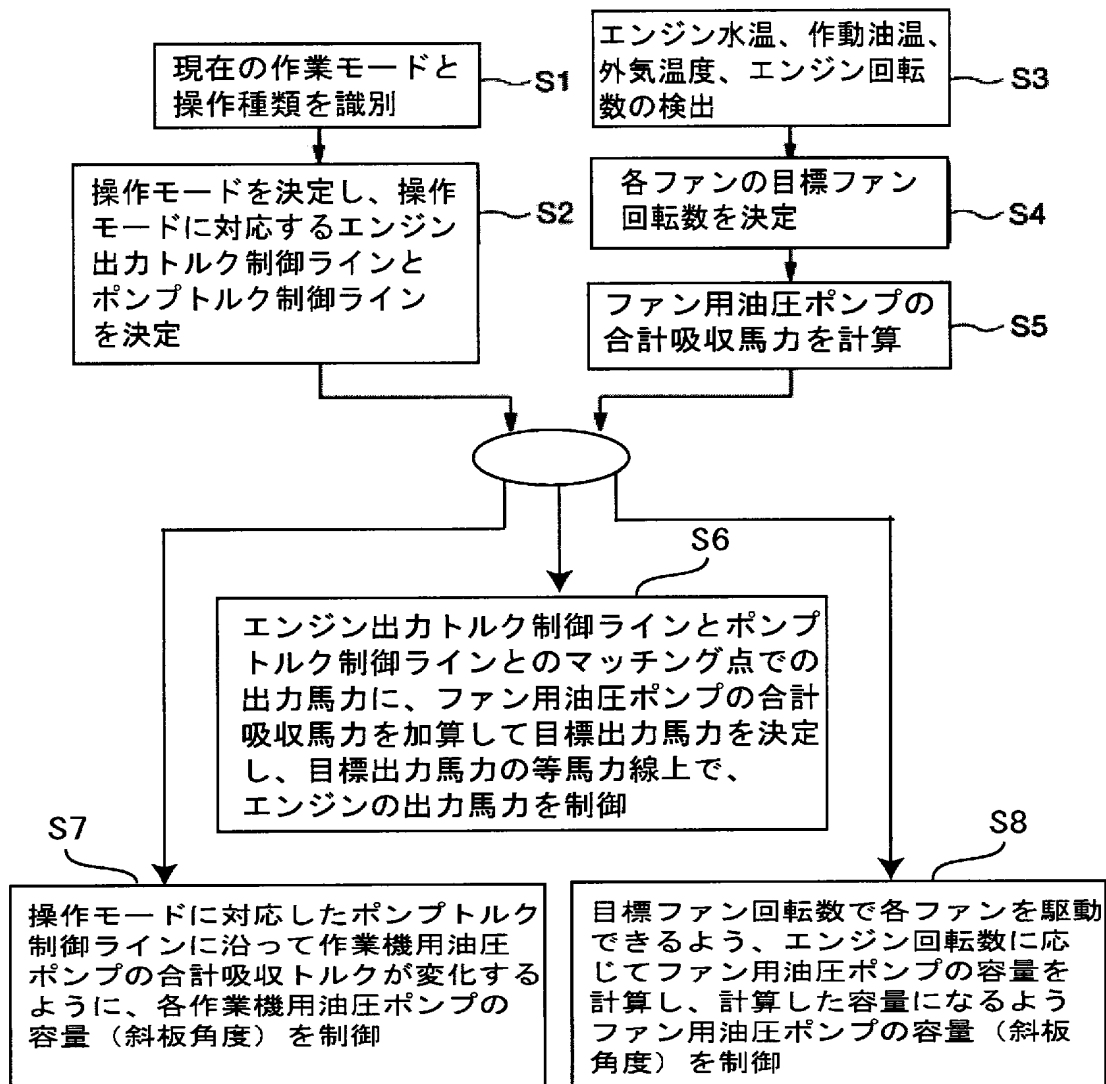 現在の作業モードと
操作種類を識別
S1
操作モードを決定し、操作
モードに対応するエンジン
出力トルク制御ラインと
ポンプトルク制御ライン
を決定
S2
エンジン水温、作動油温、
外気温度、エンジン回転
数の検出
S3
各ファンの目標ファン
回転数を決定
S4
ファン用油圧ポンプの
合計吸収馬力を計算
S5
S6
エンジン出力トルク制御ラインとポンプ
トルク制御ラインとのマッチング点での
出力馬力に、ファン用油圧ポンプの合計
吸収馬力を加算して目標出力馬力を決定
し、目標出力馬力の等馬力線上で、
エンジンの出力馬力を制御
S7
操作モードに対応したポンプトルク
制御ラインに沿って作業機用油圧
ポンプの合計吸収トルクが変化する
ように、各作業機用油圧ポンプの
容量（斜板角度）を制御
S8
目標ファン回転数で各ファンを駆動
できるよう、エンジン回転数に応
じてファン用油圧ポンプの容量を
計算し、計算した容量になるよう
ファン用油圧ポンプの容量（斜板
角度）を制御